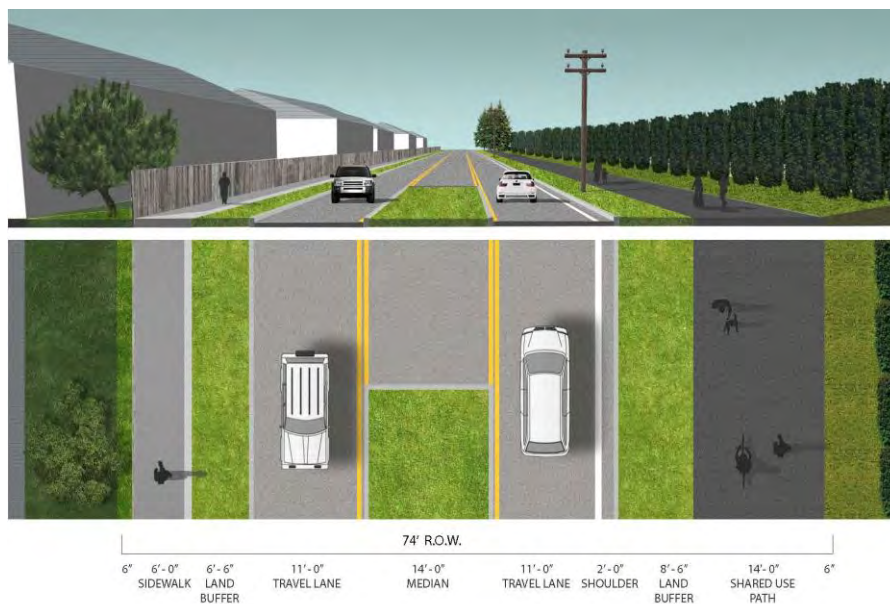 74' R.O.W.
6" 6'- 0" 6'- 6" 11'- 0" 14'- 0" 11'- 0" 2'- 0" 8'- 6" 14'- 0" 6"
SIDEWALK LAND TRAVEL LANE MEDIAN TRAVEL LANE SHOULDER LAND SHARED USE
BUFFER BUFFER PATH